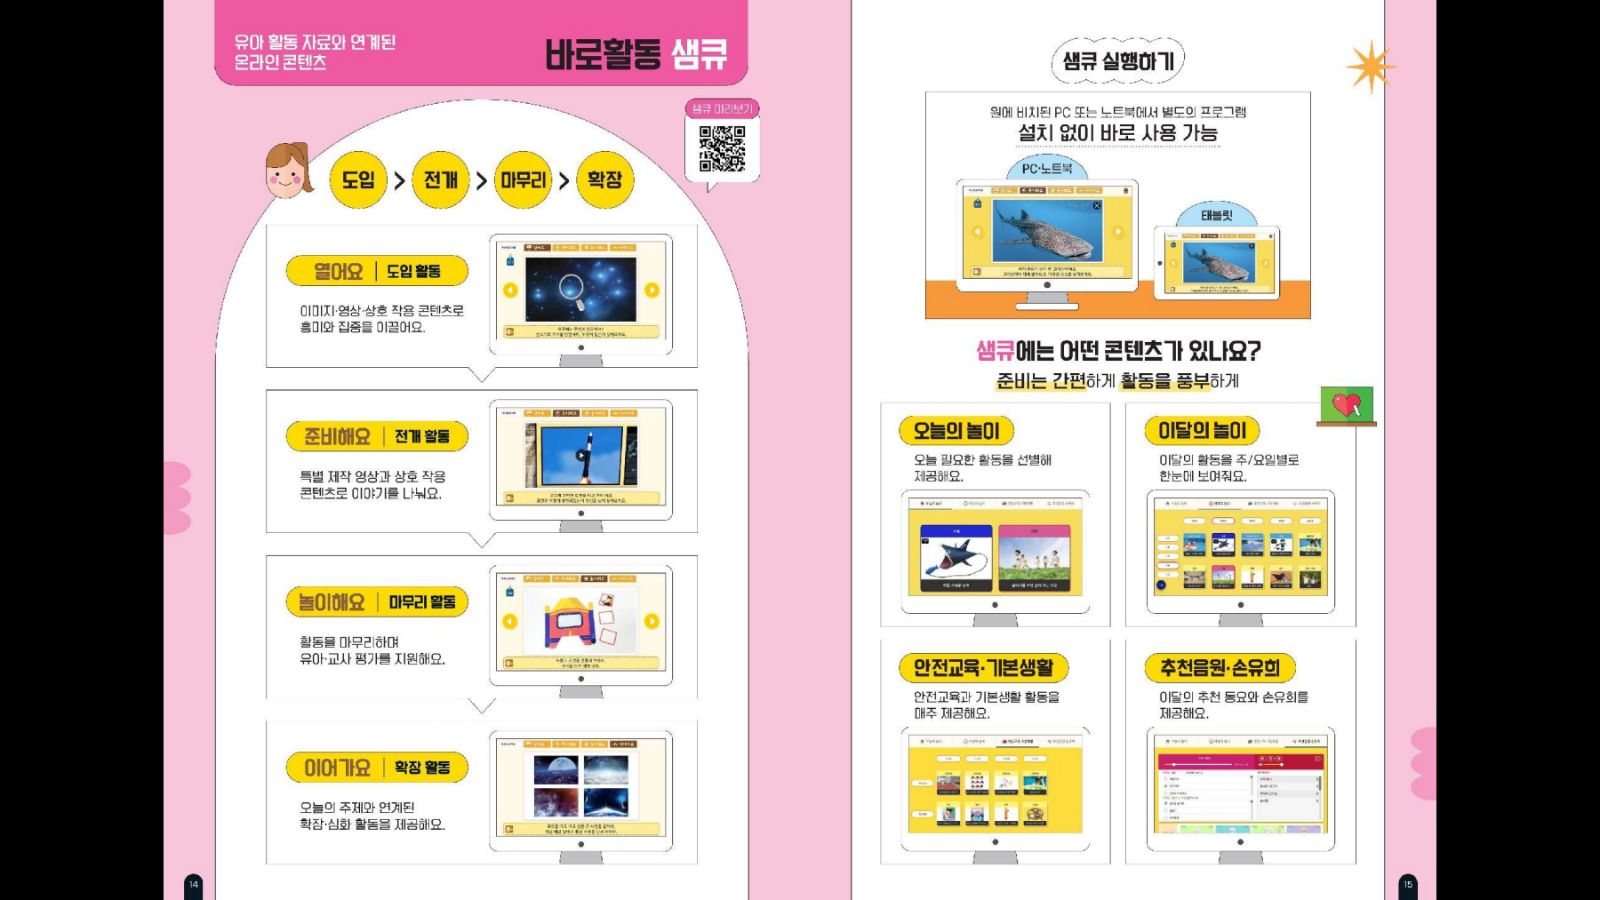 유아 활동 자료와 연계된
온라인 콘텐츠
바로활동 샘큐
샘큐 미리보기
도입 > 전개 > 마무리 > 확장
열어요 | 도입 활동
이미지·영상·상호 작용 콘텐츠로
흥미와 집중을 이끌어요.
준비해요 | 전개 활동
특별 제작 영상과 상호 작용
콘텐츠로 이야기를 나눠요.
놀이해요 | 마무리 활동
활동을 마무리하며
유아·교사 평가를 지원해요.
이어가요 | 확장 활동
오늘의 주제와 연계된
확장·심화 활동을 제공해요.
14
샘큐 실행하기
원에 비치된 PC 또는 노트북에서 별도의 프로그램
설치 없이 바로 사용 가능
PC·노트북
태블릿
샘큐에는 어떤 콘텐츠가 있나요?
준비는 간편하게 활동을 풍부하게
오늘의 놀이
오늘 필요한 활동을 선별해
제공해요.
이달의 놀이
이달의 활동을 주/요일별로
한눈에 보여줘요.
안전교육·기본생활
안전교육과 기본생활 활동을
매주 제공해요.
추천음원·손유희
이달의 추천 동요와 손유희를
제공해요.
15